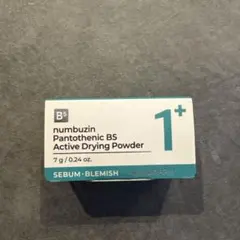 B5
numbuzin
Pantothenic B5
Active Drying Powder
7 g / 0.24 oz.
1+
SEBUM · BLEMISH